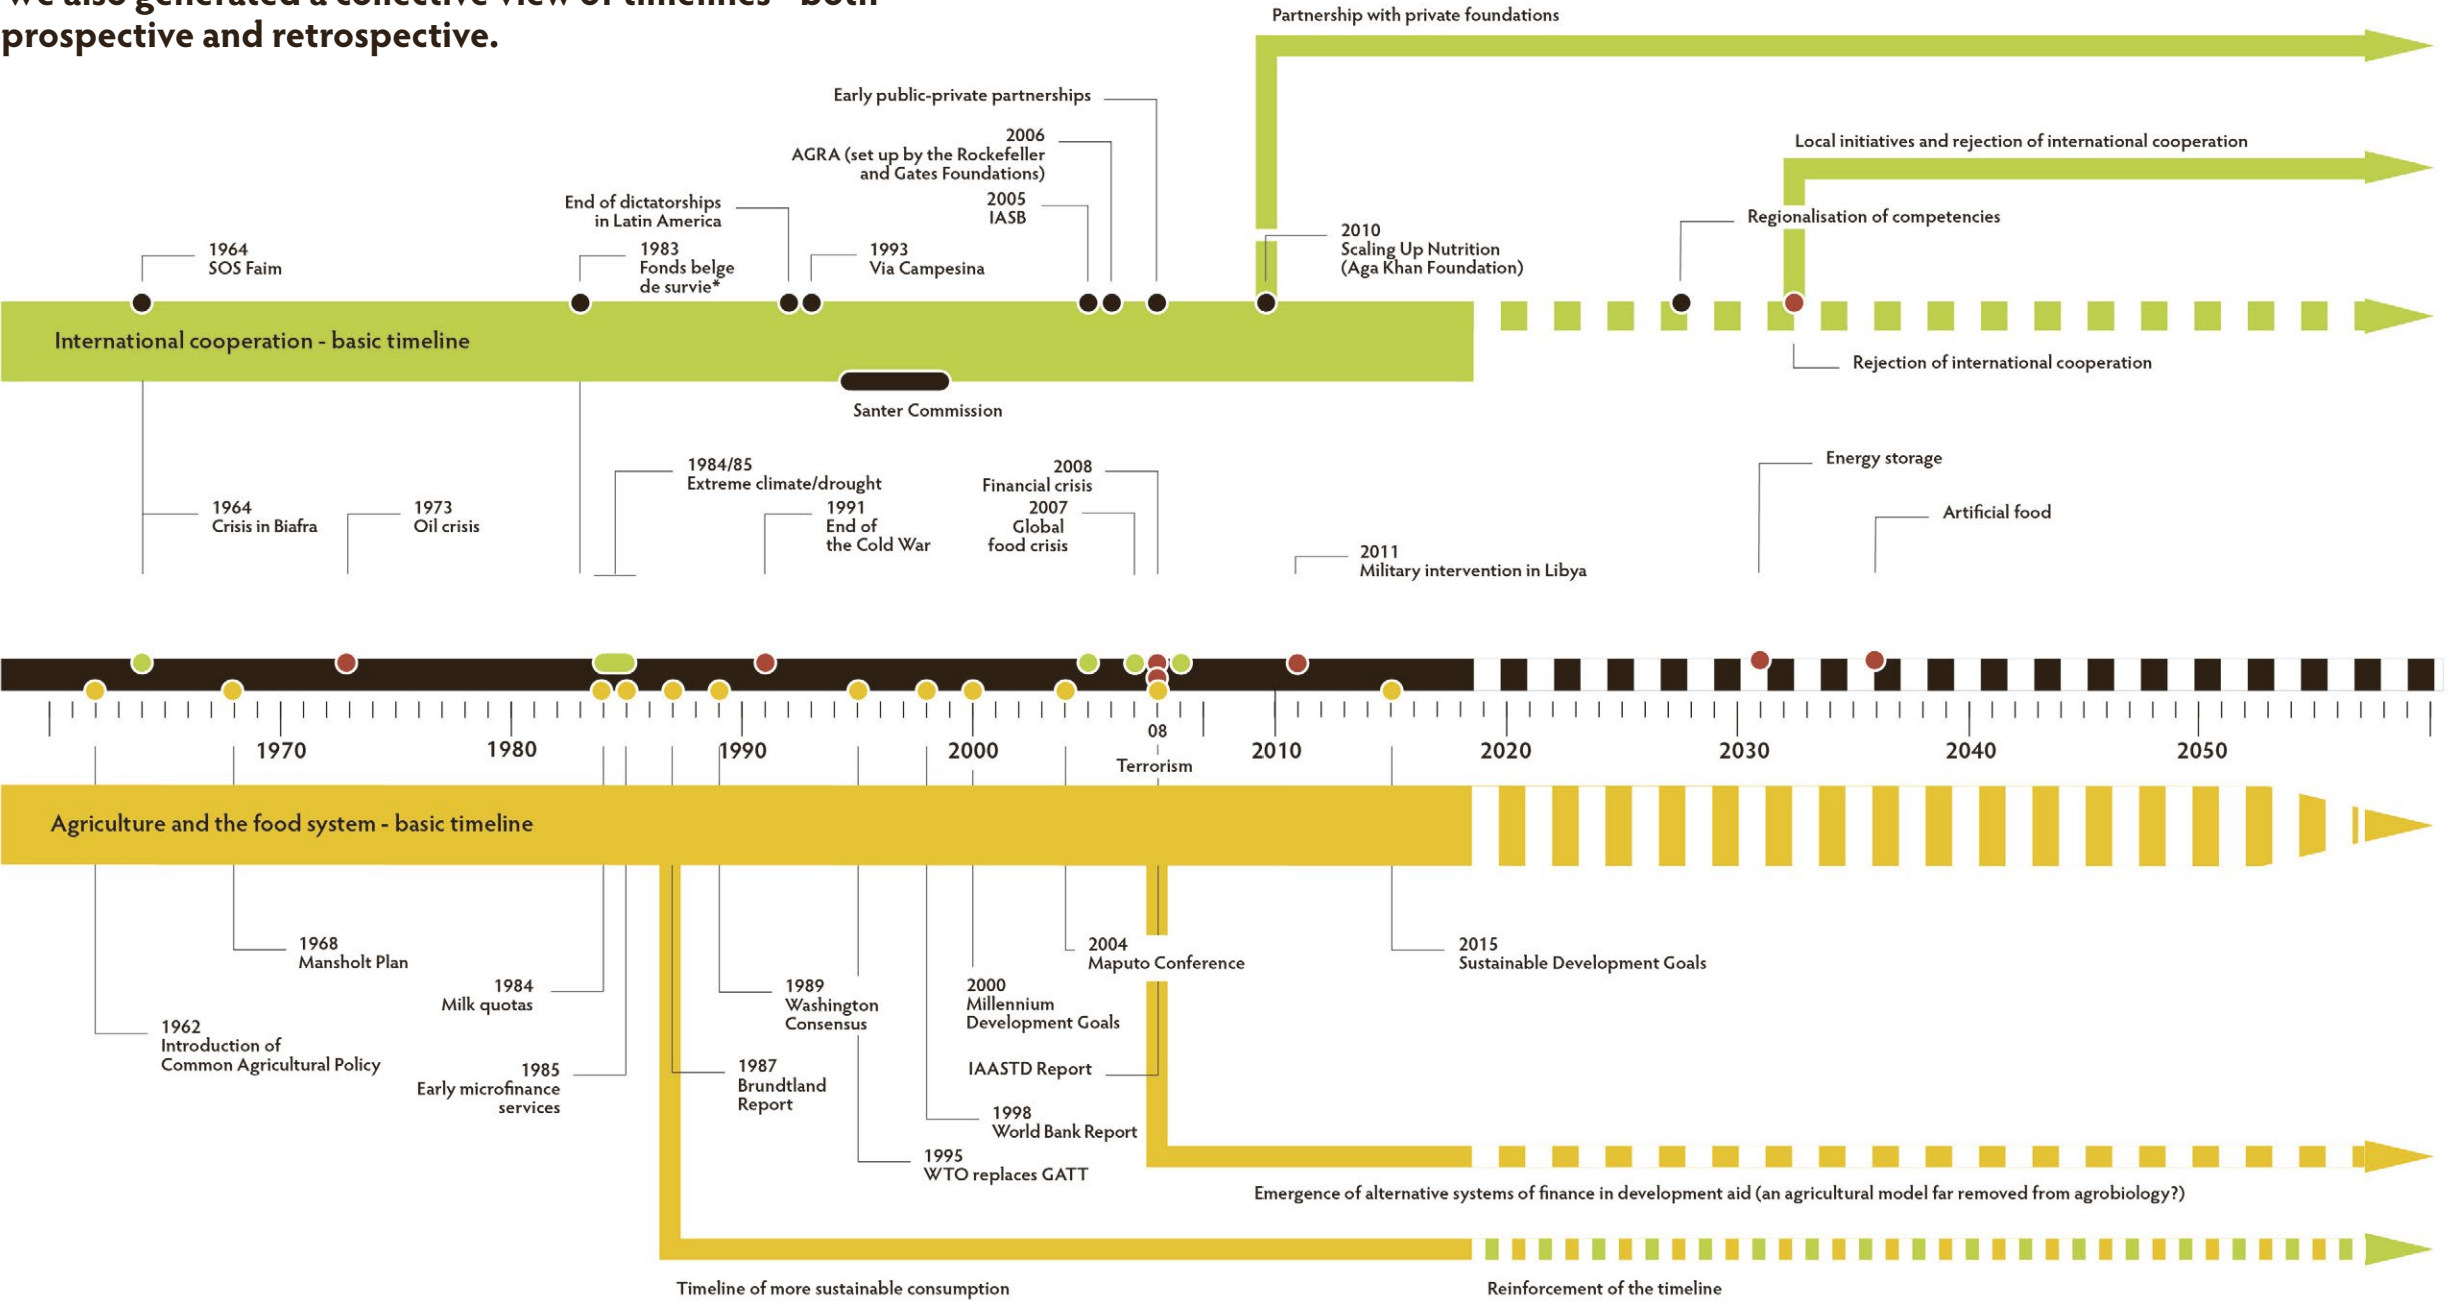 we also generated a collective view of timelines - both
prospective and retrospective.
Partnership with private foundations
Early public-private partnerships
2006
AGRA (set up by the Rockefeller
and Gates Foundations)
Local initiatives and rejection of international cooperation
End of dictatorships
in Latin America
2005
IASB
Regionalisation of competencies
1964
SOS Faim
1983
Fonds belge
de survie*
1993
Via Campesina
2010
Scaling Up Nutrition
(Aga Khan Foundation)
International cooperation - basic timeline
Rejection of international cooperation
Santer Commission
1984/85
Extreme climate/drought
2008
Financial crisis
Energy storage
1964
Crisis in Biafra
1973
Oil crisis
1991
End of
the Cold War
2007
Global
food crisis
Artificial food
2011
Military intervention in Libya
08
1970
1980
1990
2000
2010
2020
2030
2040
2050
Terrorism
Agriculture and the food system - basic timeline
1968
Mansholt Plan
2004
Maputo Conference
2015
Sustainable Development Goals
1984
Milk quotas
1989
Washington
Consensus
2000
Millennium
Development Goals
1962
Introduction of
Common Agricultural Policy
1985
Early microfinance
services
1987
Brundtland
Report
IAASTD Report
1998
World Bank Report
1995
WTO replaces GATT
Emergence of alternative systems of finance in development aid (an agricultural model far removed from agrobiology?)
Timeline of more sustainable consumption
Reinforcement of the timeline